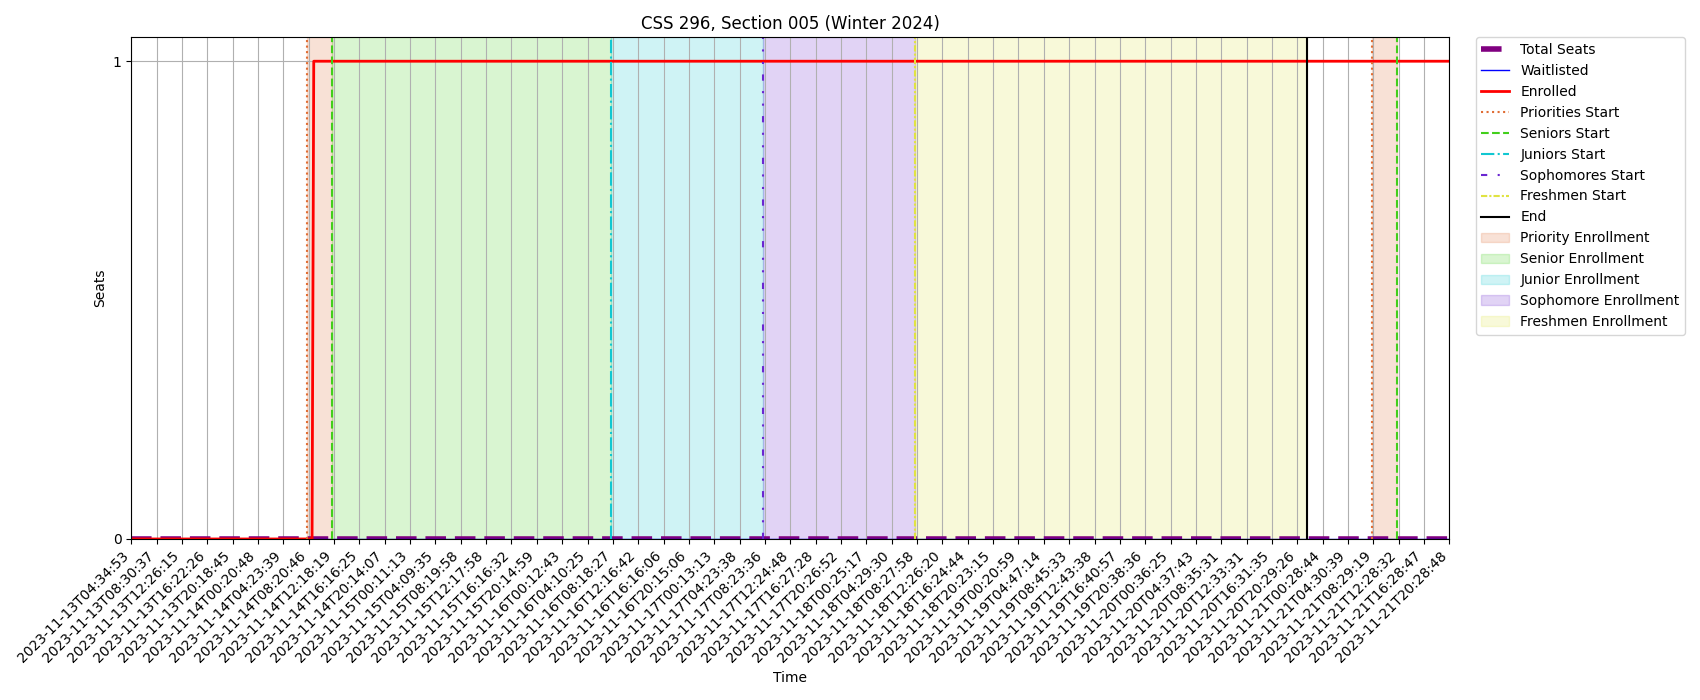 CSS 296, Section 005 (Winter 2024)
1
0
Seats
2023-11-13T04:34:53
2023-11-13T08:30:37
2023-11-13T12:26:15
2023-11-13T16:22:26
2023-11-13T20:18:45
2023-11-14T00:20:48
2023-11-14T04:23:39
2023-11-14T08:20:46
2023-11-14T12:18:19
2023-11-14T16:16:25
2023-11-14T20:14:07
2023-11-15T00:11:13
2023-11-15T04:09:35
2023-11-15T08:19:58
2023-11-15T12:17:58
2023-11-15T16:16:32
2023-11-15T20:14:59
2023-11-16T00:12:43
2023-11-16T04:10:25
2023-11-16T08:18:27
2023-11-16T12:16:42
2023-11-16T16:16:06
2023-11-16T20:15:06
2023-11-17T00:13:13
2023-11-17T04:23:38
2023-11-17T08:23:36
2023-11-17T12:24:48
2023-11-17T16:27:28
2023-11-17T20:26:52
2023-11-18T00:25:17
2023-11-18T04:29:30
2023-11-18T08:27:58
2023-11-18T12:26:20
2023-11-18T16:24:44
2023-11-18T20:23:15
2023-11-19T00:20:59
2023-11-19T04:47:14
2023-11-19T08:45:33
2023-11-19T12:43:38
2023-11-19T16:40:57
2023-11-19T20:38:36
2023-11-20T00:36:25
2023-11-20T04:37:43
2023-11-20T08:35:31
2023-11-20T12:33:31
2023-11-20T16:31:35
2023-11-20T20:29:26
2023-11-21T00:28:44
2023-11-21T04:30:39
2023-11-21T08:29:19
2023-11-21T12:28:32
2023-11-21T16:28:47
2023-11-21T20:28:48
Time
Total Seats
Waitlisted
Enrolled
Priorities Start
Seniors Start
Juniors Start
Sophomores Start
Freshmen Start
End
Priority Enrollment
Senior Enrollment
Junior Enrollment
Sophomore Enrollment
Freshmen Enrollment